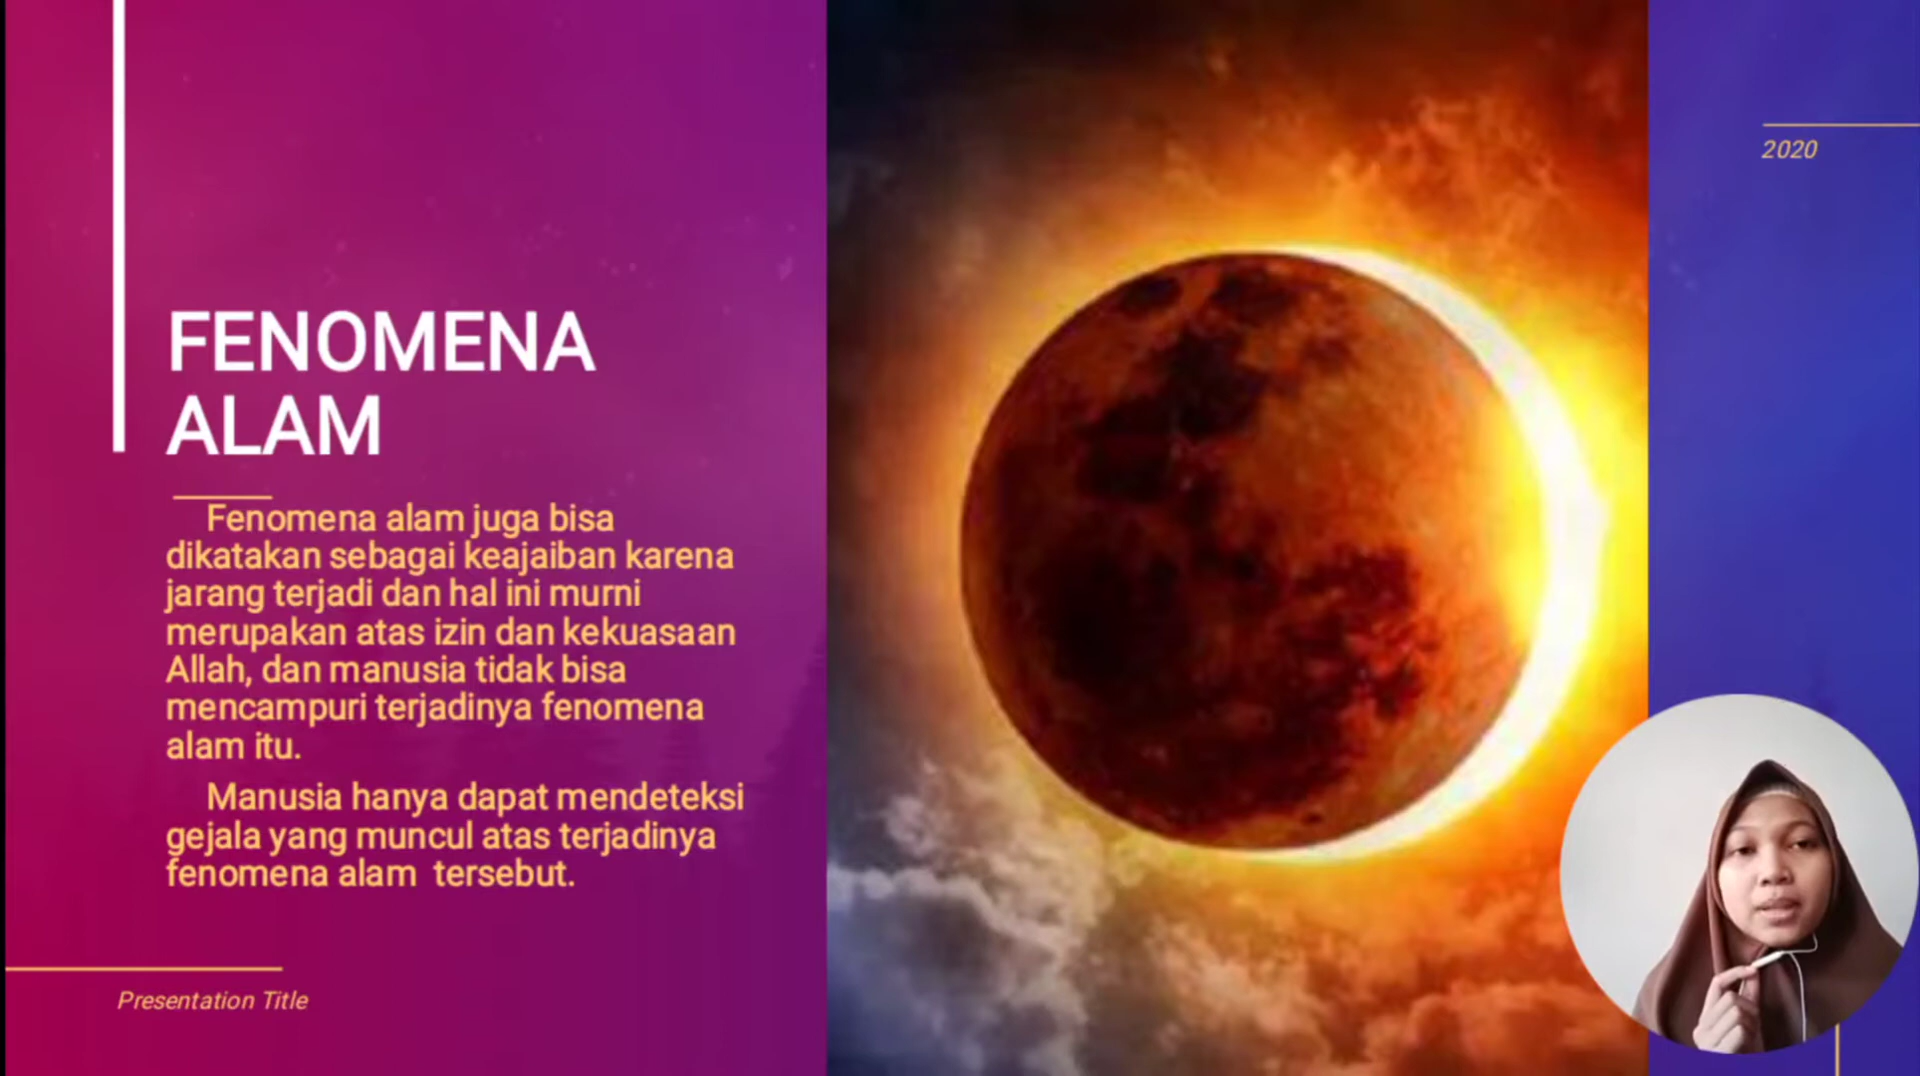 2020
FENOMENA
ALAM
Fenomena alam juga bisa
dikatakan sebagai keajaiban karena
jarang terjadi dan hal ini murni
merupakan atas izin dan kekuasaan
Allah, dan manusia tidak bisa
mencampuri terjadinya fenomena
alam itu.
Manusia hanya dapat mendeteksi
gejala yang muncul atas terjadinya
fenomena alam  tersebut.
Presentation Title